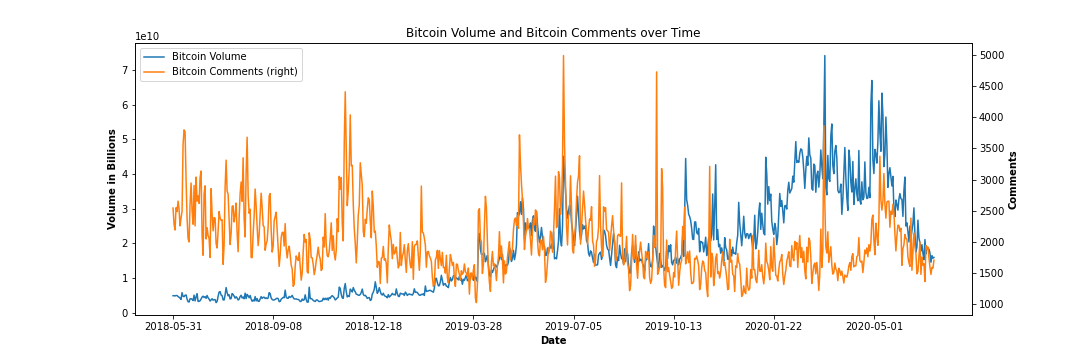 Bitcoin Volume and Bitcoin Comments over Time
1e10
Bitcoin Volume
Bitcoin Comments (right)
7
6
5
4
3
2
1
0
Volume in Billions
5000
4500
4000
3500
3000
2500
2000
1500
1000
Comments
2018-05-31 2018-09-08 2018-12-18 2019-03-28 2019-07-05 2019-10-13 2020-01-22 2020-05-01
Date